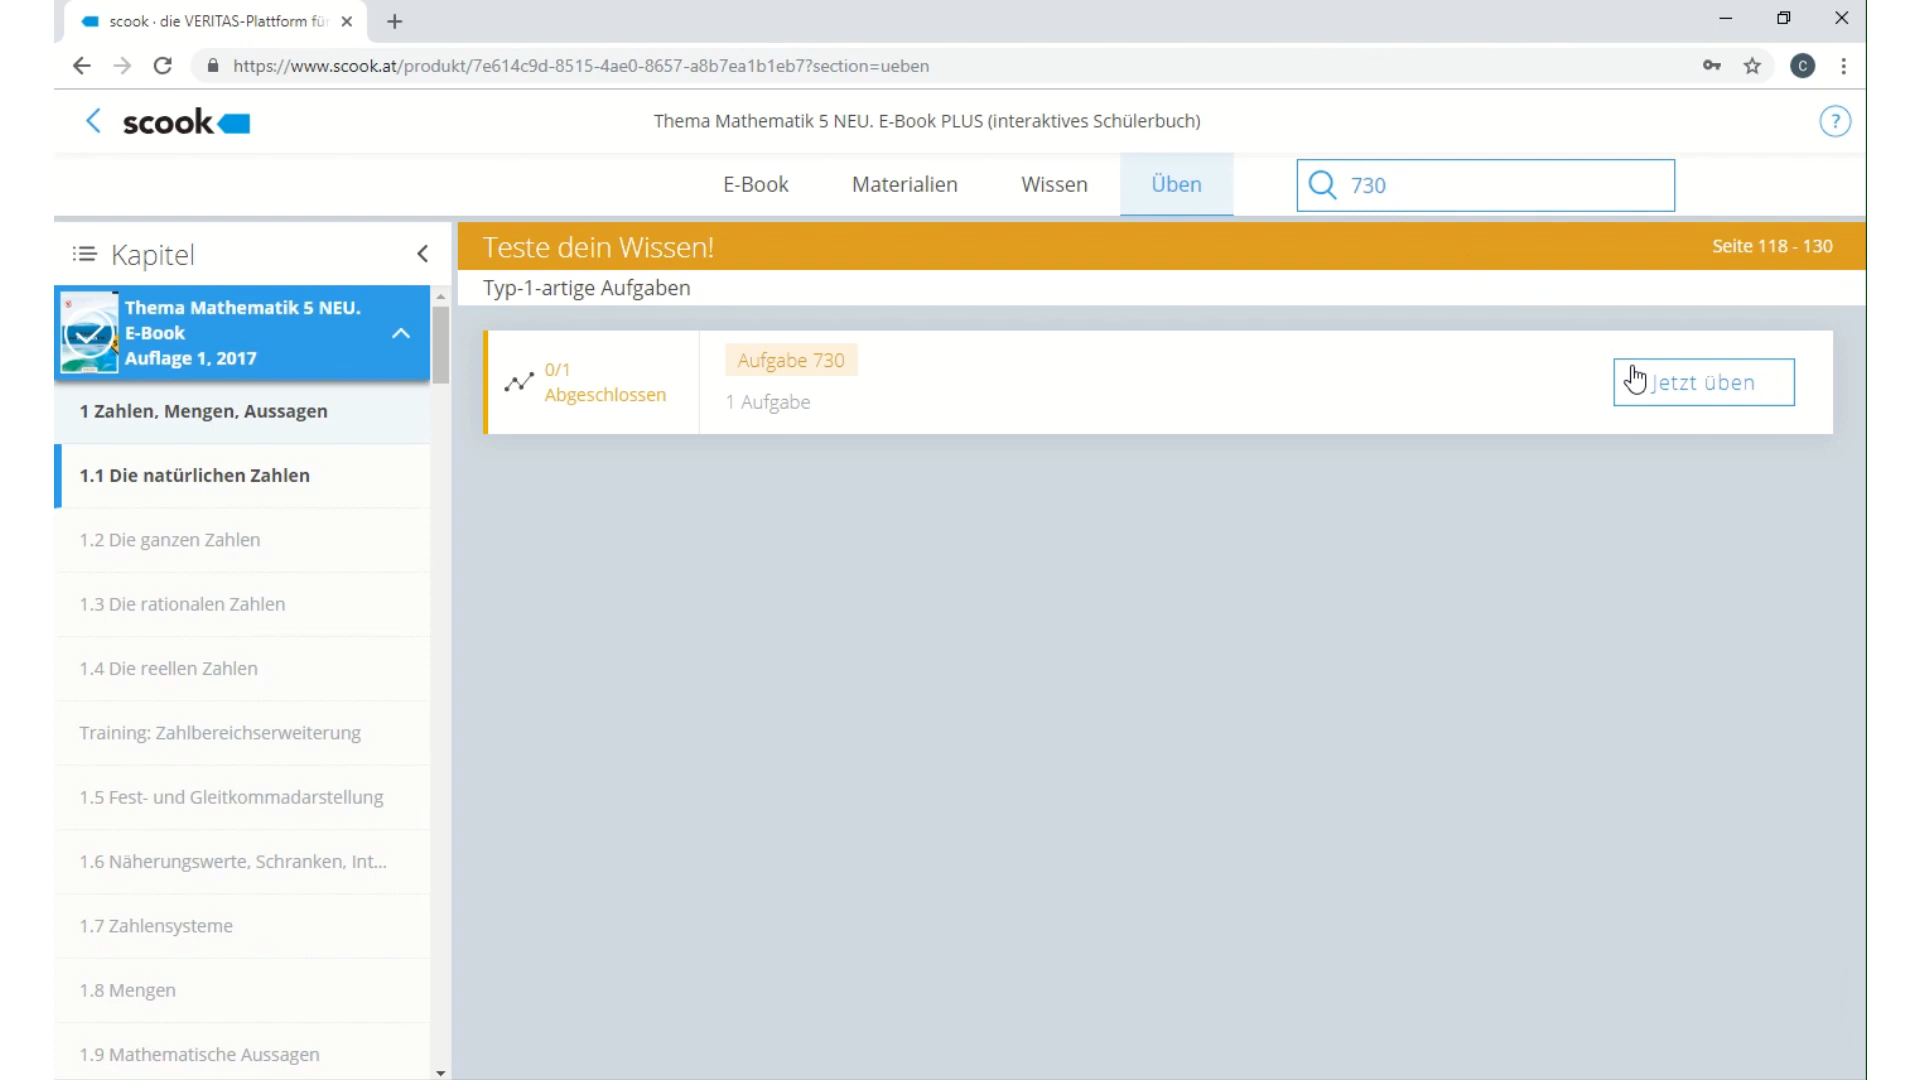 scook · die VERITAS-Plattform für
https://www.scook.at/produkt/7e614c9d-8515-4ae0-8657-a8b7ea1b1eb7?section=ueben
C
scook
Thema Mathematik 5 NEU. E-Book PLUS (interaktives Schülerbuch)
?
E-Book
Materialien
Wissen
Üben
730
Kapitel
Thema Mathematik 5 NEU.
E-Book
Auflage 1, 2017
1 Zahlen, Mengen, Aussagen
1.1 Die natürlichen Zahlen
1.2 Die ganzen Zahlen
1.3 Die rationalen Zahlen
1.4 Die reellen Zahlen
Training: Zahlbereichserweiterung
1.5 Fest- und Gleitkommadarstellung
1.6 Näherungswerte, Schranken, Int...
1.7 Zahlensysteme
1.8 Mengen
1.9 Mathematische Aussagen
Teste dein Wissen!
Seite 118 - 130
Typ-1-artige Aufgaben
0/1
Abgeschlossen
Aufgabe 730
1 Aufgabe
Jetzt üben